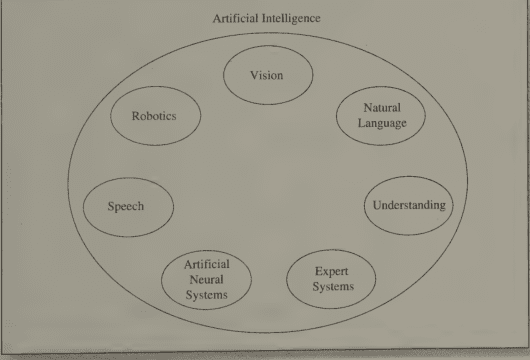 Artificial Intelligence
Vision
Robotics
Natural
Language
Speech
Understanding
Artificial
Neural
Systems
Expert
Systems